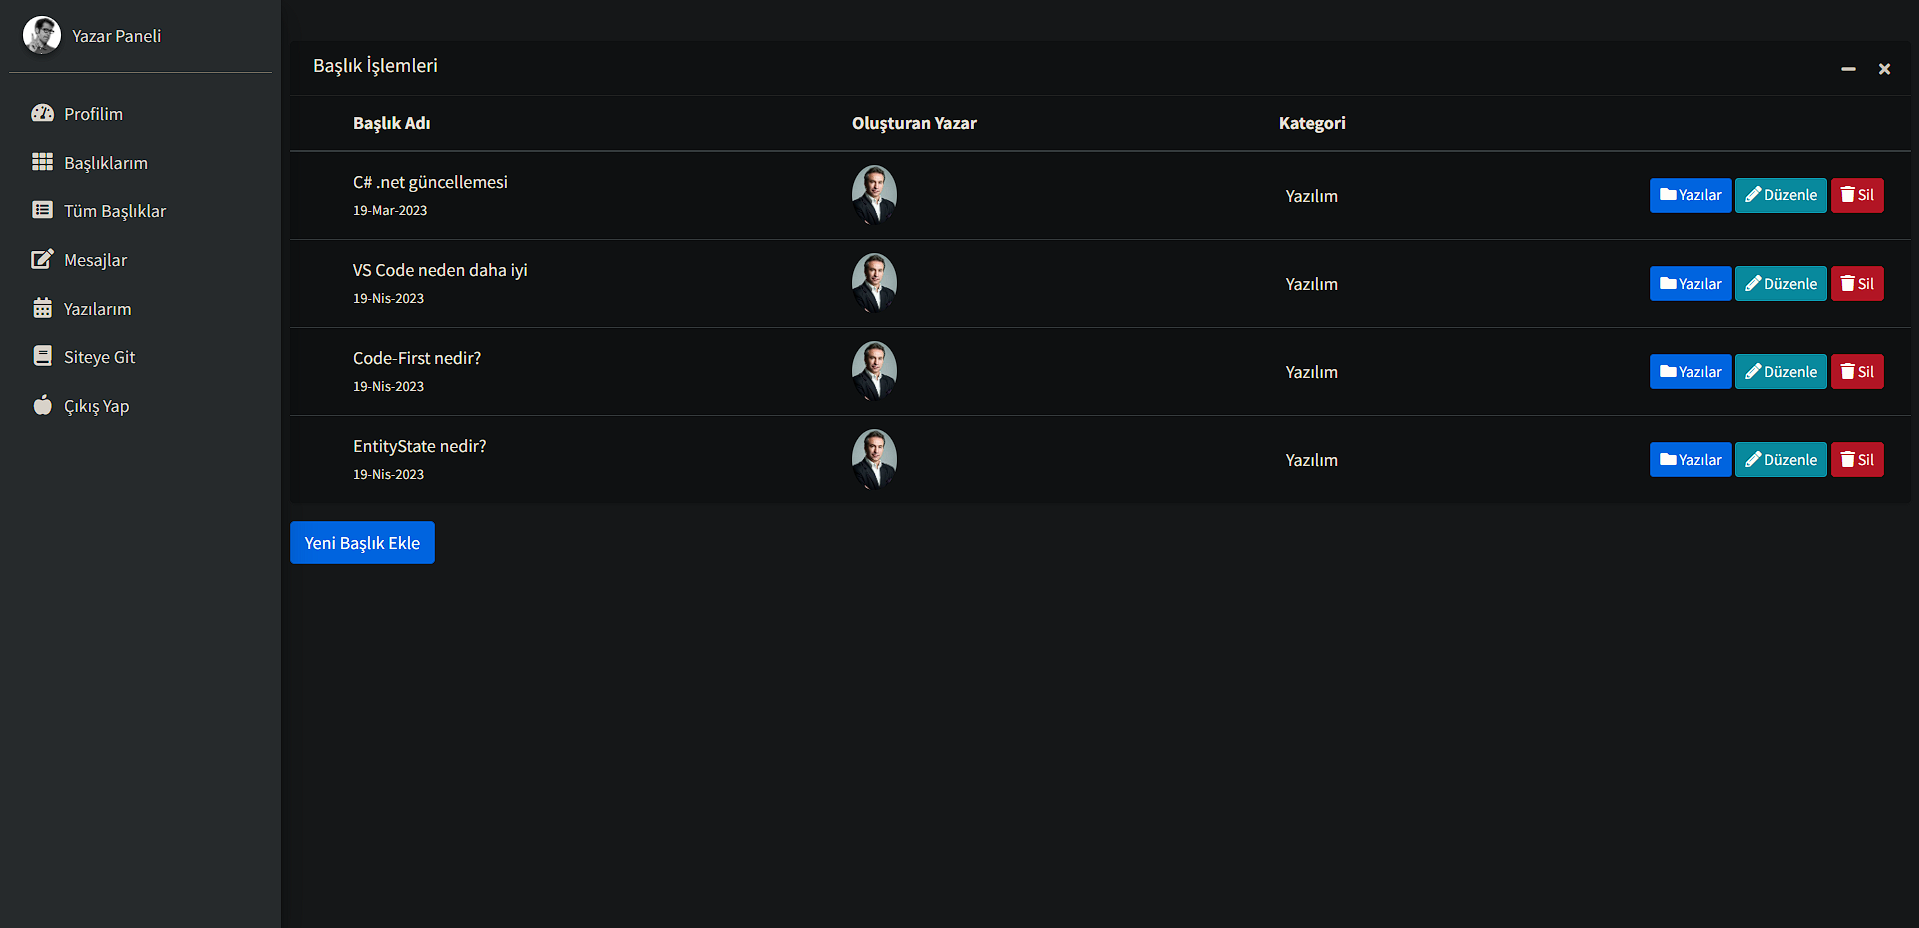 Yazar Paneli
Profilim
Başlıklarım
Tüm Başlıklar
Mesajlar
Yazılarım
Siteye Git
Çıkış Yap
Başlık İşlemleri
Başlık Adı Oluşturan Yazar Kategori
C# .net güncellemesi
19-Mar-2023
Yazılım
Yazılar Düzenle Sil
VS Code neden daha iyi
19-Nis-2023
Yazılım
Yazılar Düzenle Sil
Code-First nedir?
19-Nis-2023
Yazılım
Yazılar Düzenle Sil
EntityState nedir?
19-Nis-2023
Yazılım
Yazılar Düzenle Sil
Yeni Başlık Ekle